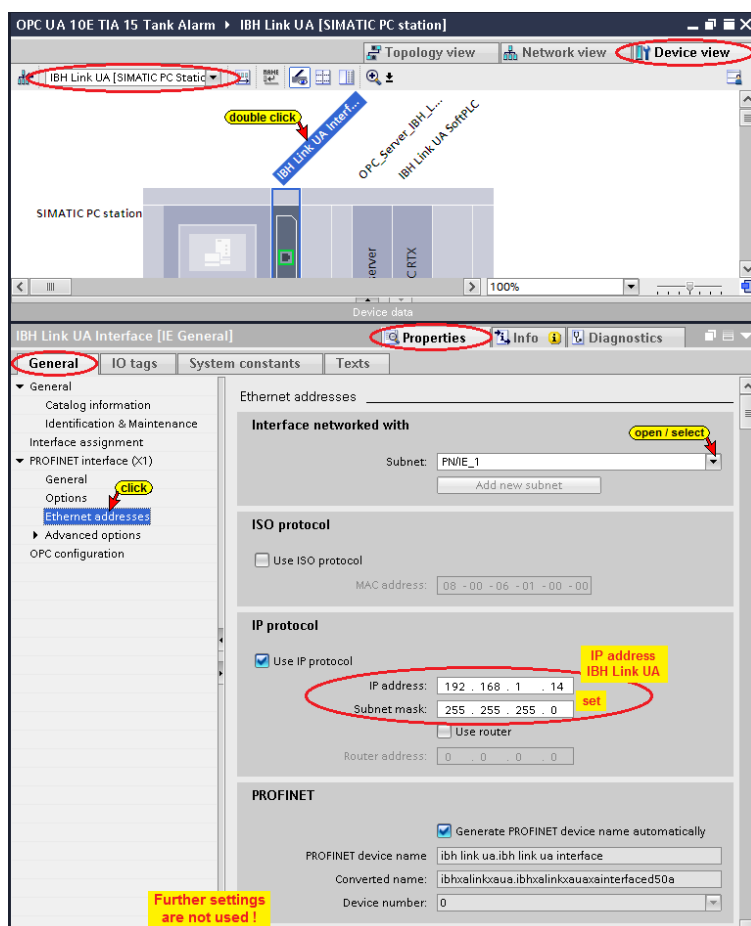 OPC UA 10E TIA 15 Tank Alarm ▸ IBH Link UA [SIMATIC PC station]
Topology view Network view Device view
IBH Link UA [SIMATIC PC Static
double click
IBH Link UA Interf...
OPC_Server_IBH_L...
IBH Link UA SoftPLC
SIMATIC PC station
erver
C RTX
100%
Device data
IBH Link UA Interface [IE General]
Properties Info Diagnostics
General IO tags System constants Texts
General
Catalog information
Identification & Maintenance
Interface assignment
PROFINET interface (X1)
General
Options
click
Ethernet addresses
Advanced options
OPC configuration
Ethernet addresses
Interface networked with
open / select
Subnet: PN/IE_1
Add new subnet
ISO protocol
Use ISO protocol
MAC address: 08 - 00 - 06 - 01 - 00 - 00
IP protocol
Use IP protocol
IP address
IBH Link UA
IP address: 192 . 168 . 1 . 14
set
Subnet mask: 255 . 255 . 255 . 0
Use router
Router address: 0 . 0 . 0 . 0
PROFINET
Generate PROFINET device name automatically
PROFINET device name ibh link ua.ibh link ua interface
Converted name: ibhxalinkxaua.ibhxalinkxauaxainterfaced50a
Device number: 0
Further settings
are not used !